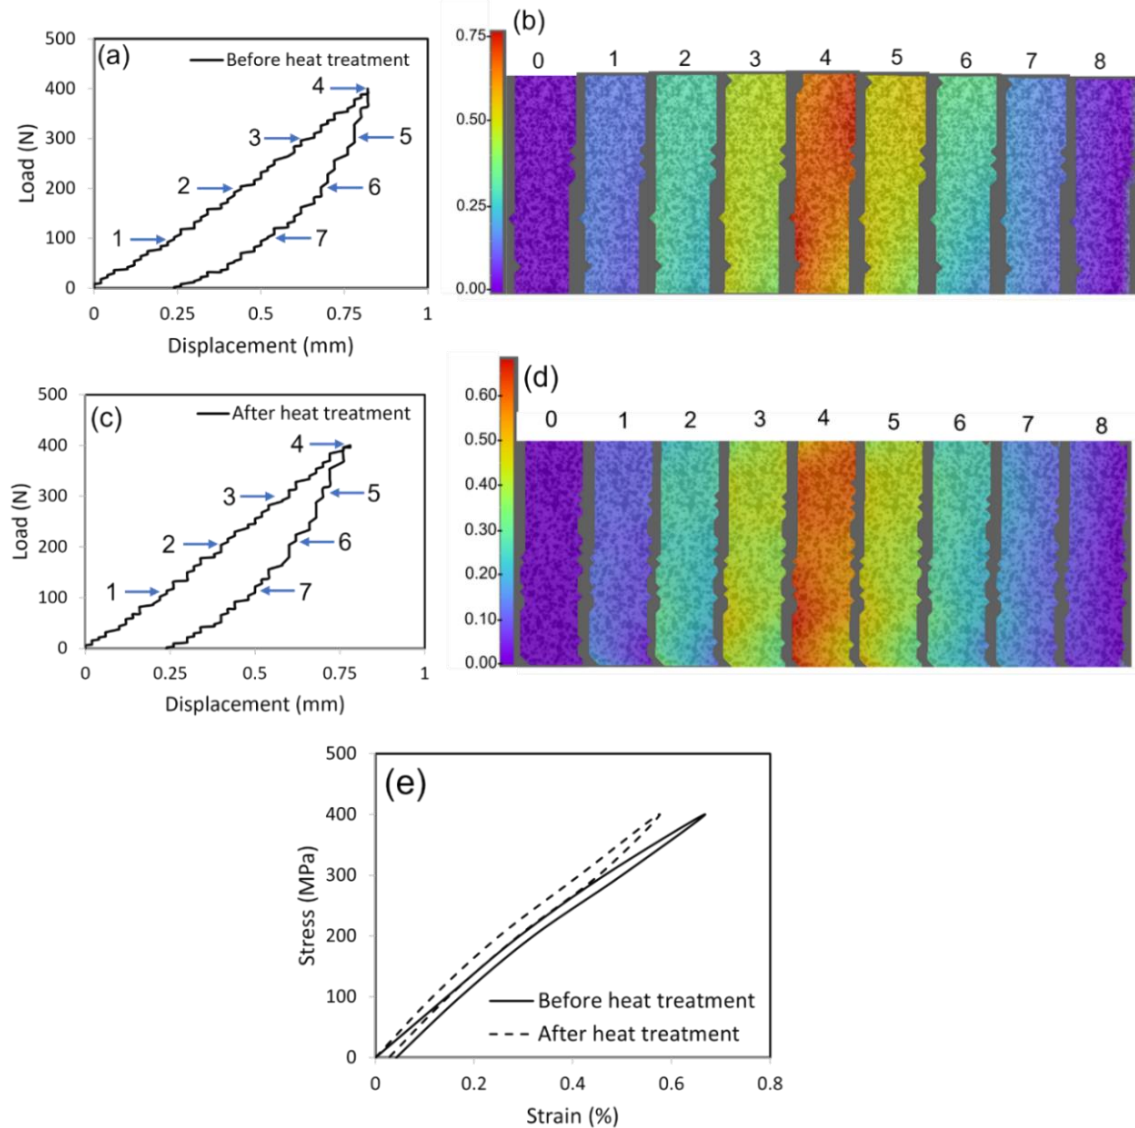 (a)
Before heat treatment
Load (N)
500
400
300
200
100
0
1
2
3
4
5
6
7
0 0.25 0.5 0.75 1
Displacement (mm)
(b)
0 1 2 3 4 5 6 7 8
0.75
0.50
0.25
0.00
(c)
After heat treatment
Load (N)
500
400
300
200
100
0
1
2
3
4
5
6
7
0 0.25 0.5 0.75 1
Displacement (mm)
(d)
0 1 2 3 4 5 6 7 8
0.60
0.50
0.40
0.30
0.20
0.10
0.00
(e)
Stress (MPa)
500
400
300
200
100
0
Before heat treatment
After heat treatment
0 0.2 0.4 0.6 0.8
Strain (%)